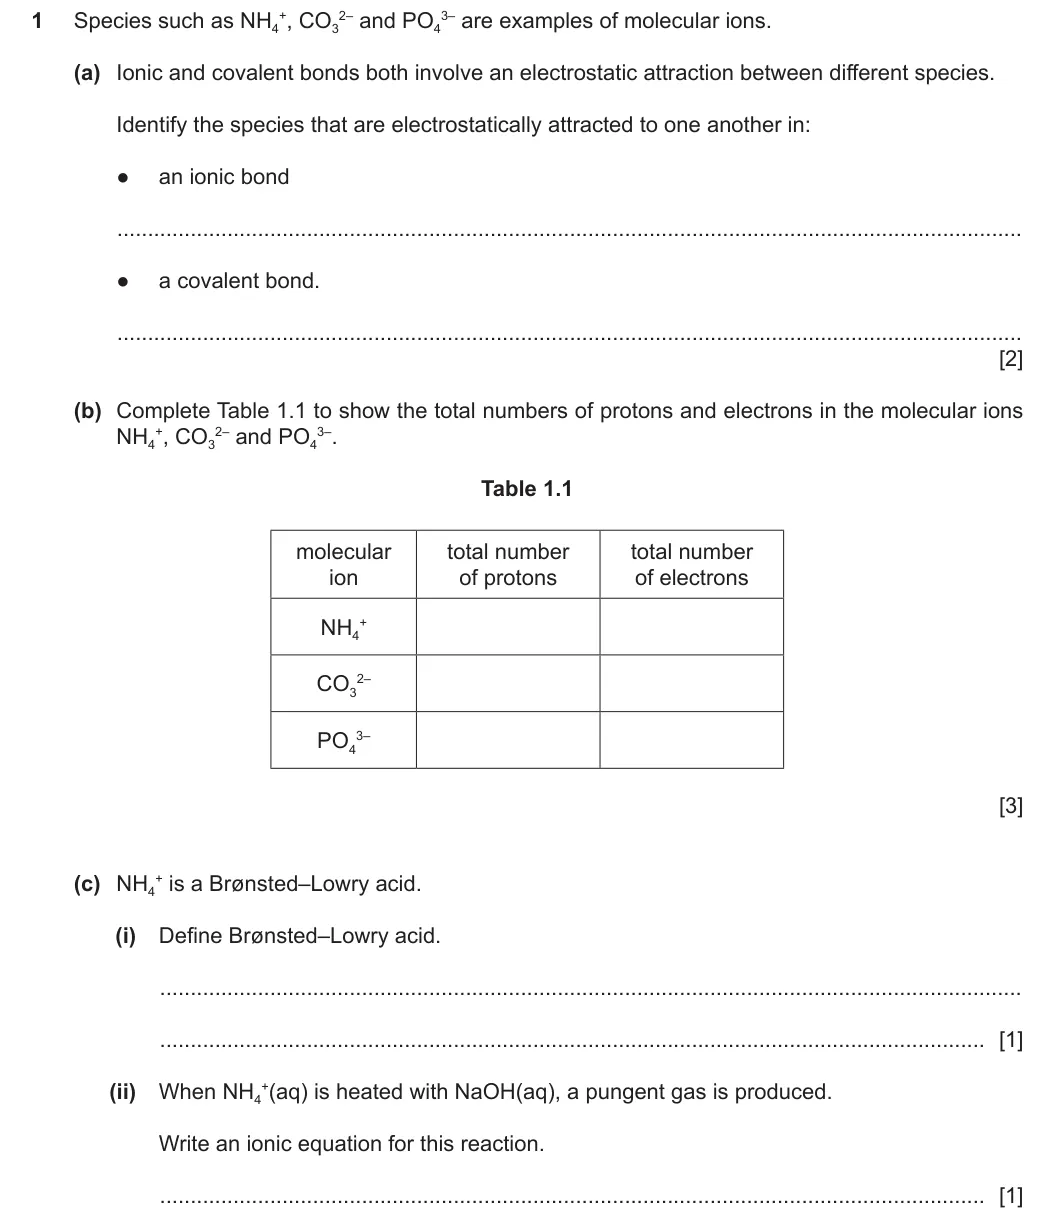 1 Species such as NH₄⁺, CO₃²⁻ and PO₄³⁻ are examples of molecular ions.
(a) Ionic and covalent bonds both involve an electrostatic attraction between different species.
Identify the species that are electrostatically attracted to one another in:
● an ionic bond
......................................................................................................................................................
● a covalent bond.
......................................................................................................................................................
[2]
(b) Complete Table 1.1 to show the total numbers of protons and electrons in the molecular ions
NH₄⁺, CO₃²⁻ and PO₄³⁻.
Table 1.1
molecular ion | total number of protons | total number of electrons
NH₄⁺
CO₃²⁻
PO₄³⁻
[3]
(c) NH₄⁺ is a Brønsted–Lowry acid.
(i) Define Brønsted–Lowry acid.
..............................................................................................................................................
........................................................................................................................................ [1]
(ii) When NH₄⁺(aq) is heated with NaOH(aq), a pungent gas is produced.
Write an ionic equation for this reaction.
........................................................................................................................................ [1]